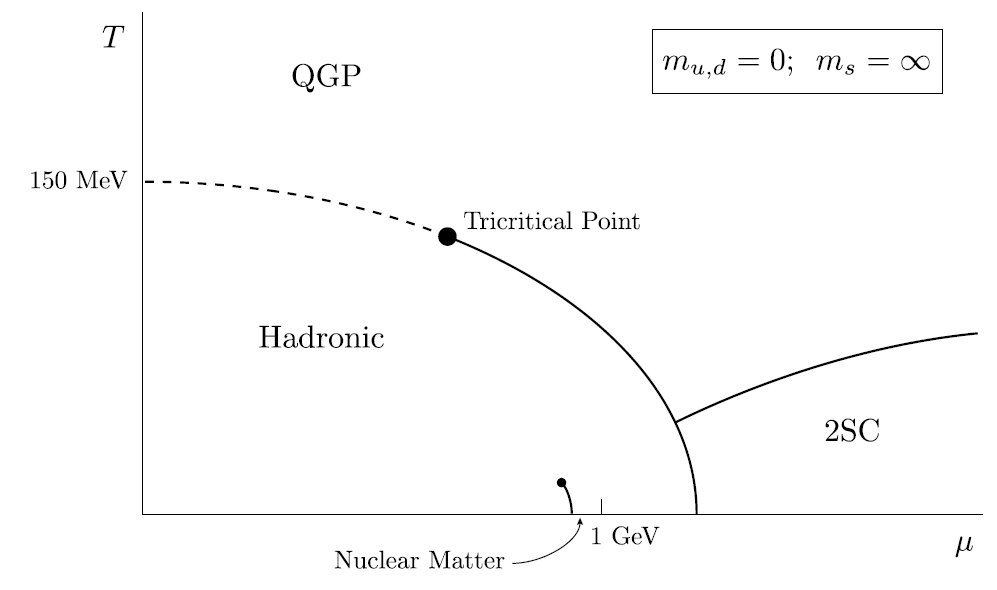 T
QGP
m_{u,d} = 0; m_s = ∞
150 MeV
Tricritical Point
Hadronic
2SC
1 GeV
μ
Nuclear Matter